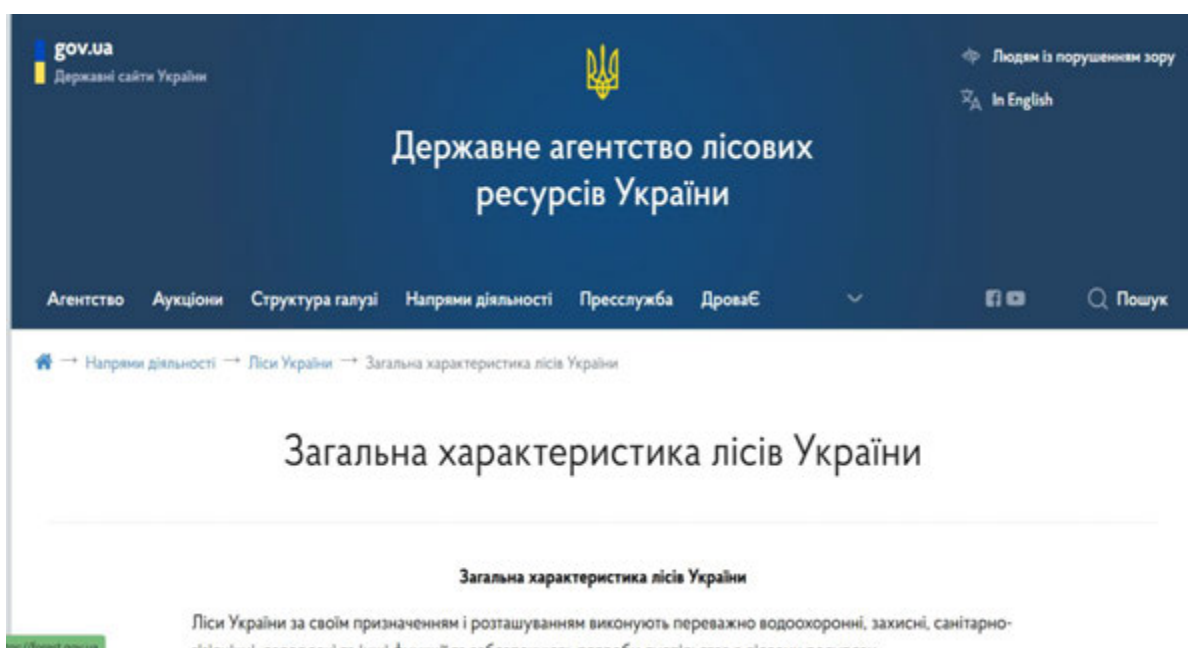 gov.ua
Державні сайти України
Людям із порушенням зору
In English
Державне агентство лісових
ресурсів України
Агентство Аукціони Структура галузі Напрями діяльності Пресслужба ДроваЄ Пошук
→ Напрями діяльності → Ліси України → Загальна характеристика лісів України
Загальна характеристика лісів України
Загальна характеристика лісів України
Ліси України за своїм призначенням і розташуванням виконують переважно водоохоронні, захисні, санітарно-